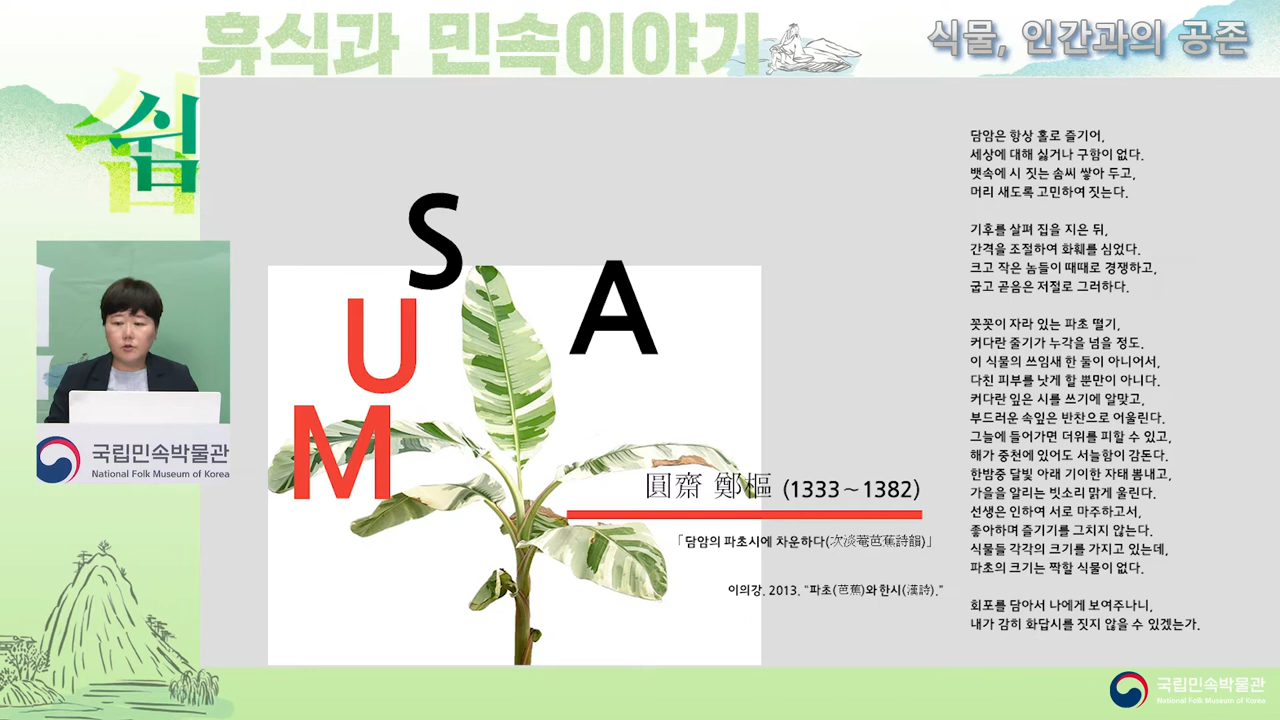 휴식과 민속이야기
식물, 인간과의 공존
쉽
국립민속박물관
National Folk Museum of Korea
S
A
U
M
圓齋 鄭樞 (1333~1382)
「담암의 파초시에 차운하다(次淡菴芭蕉詩韻)」
이의강. 2013. "파초(芭蕉)와 한시(漢詩)."
담암은 항상 홀로 즐기어,
세상에 대해 싫거나 구함이 없다.
뱃속에 시 짓는 솜씨 쌓아 두고,
머리 새도록 고민하여 짓는다.
기후를 살펴 집을 지은 뒤,
간격을 조절하여 화훼를 심었다.
크고 작은 놈들이 때때로 경쟁하고,
굽고 곧음은 저절로 그러하다.
꼿꼿이 자라 있는 파초 떨기,
커다란 줄기가 누각을 넘을 정도.
이 식물의 쓰임새 한 둘이 아니어서,
다친 피부를 낫게 할 뿐만이 아니다.
커다란 잎은 시를 쓰기에 알맞고,
부드러운 속잎은 반찬으로 어울린다.
그늘에 들어가면 더위를 피할 수 있고,
해가 중천에 있어도 서늘함이 감돈다.
한밤중 달빛 아래 기이한 자태 뽐내고,
가을을 알리는 빗소리 맑게 울린다.
선생은 인하여 서로 마주하고서,
좋아하며 즐기기를 그치지 않는다.
식물들 각각의 크기를 가지고 있는데,
파초의 크기는 짝할 식물이 없다.
회포를 담아서 나에게 보여주나니,
내가 감히 화답시를 짓지 않을 수 있겠는가.
국립민속박물관
National Folk Museum of Korea